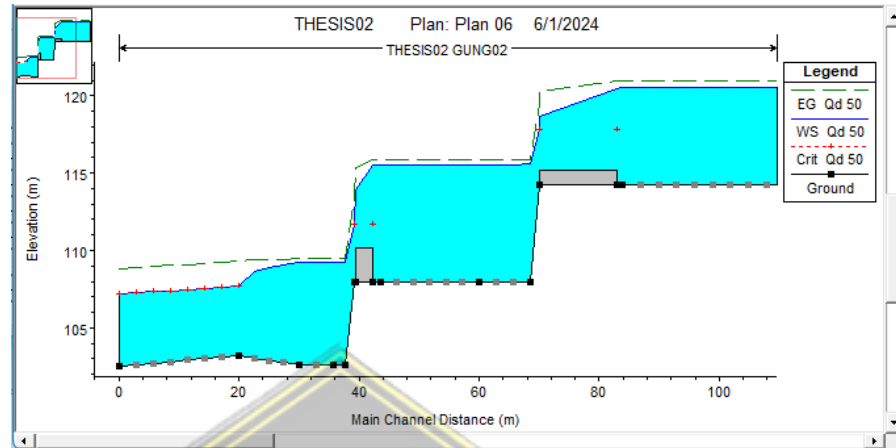 THESIS02 Plan: Plan 06 6/1/2024
THESIS02 GUNG02
Legend
EG Qd 50
WS Qd 50
Crit Qd 50
Ground
Elevation (m)
120
115
110
105
0 20 40 60 80 100
Main Channel Distance (m)